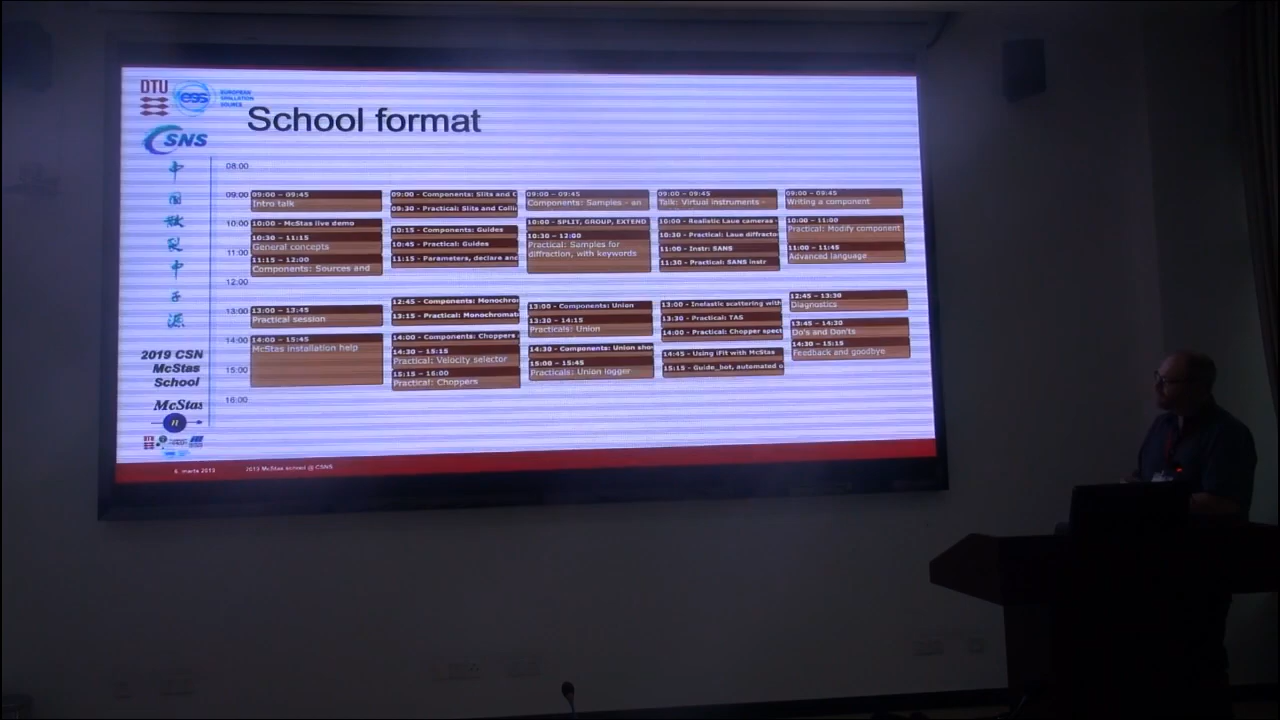 DTU
ess
EUROPEAN
SPALLATION
SOURCE
CSNS
School format
中
国
散
裂
中
子
源
2019 CSN
McStas
School
McStas
n
08:00
09:00
10:00
11:00
12:00
13:00
14:00
15:00
16:00
09:00 - 09:45
Intro talk
10:00 - McStas live demo
10:30 - 11:15
General concepts
11:15 - 12:00
Components: Sources and
13:00 - 13:45
Practical session
14:00 - 15:45
McStas installation help
09:00 - Components: Slits and C
09:30 - Practical: Slits and Colli
10:15 - Components: Guides
10:45 - Practical: Guides
11:15 - Parameters, declare and
12:45 - Components: Monochro
13:15 - Practical: Monochromat
14:00 - Components: Choppers
14:30 - 15:15
Practical: Velocity selector
15:15 - 16:00
Practical: Choppers
09:00 - 09:45
Components: Samples - an
10:00 - SPLIT, GROUP, EXTEND
10:30 - 12:00
Practical: Samples for
diffraction, with keywords
13:00 - Components: Union
13:30 - 14:15
Practicals: Union
14:30 - Components: Union sho
15:00 - 15:45
Practicals: Union logger
09:00 - 09:45
Talk: Virtual instruments -
10:00 - Realistic Laue cameras -
10:30 - Practical: Laue diffracto
11:00 - Instr: SANS
11:30 - Practical: SANS instr
13:00 - Inelastic scattering with
13:30 - Practical: TAS
14:00 - Practical: Chopper spect
14:45 - Using iFit with McStas
15:15 - Guide_bot, automated o
09:00 - 09:45
Writing a component
10:00 - 11:00
Practical: Modify component
11:00 - 11:45
Advanced language
12:45 - 13:30
Diagnostics
13:45 - 14:30
Do's and Don'ts
14:30 - 15:15
Feedback and goodbye
DTU
6. marts 2013
2019 McStas school @ CSNS